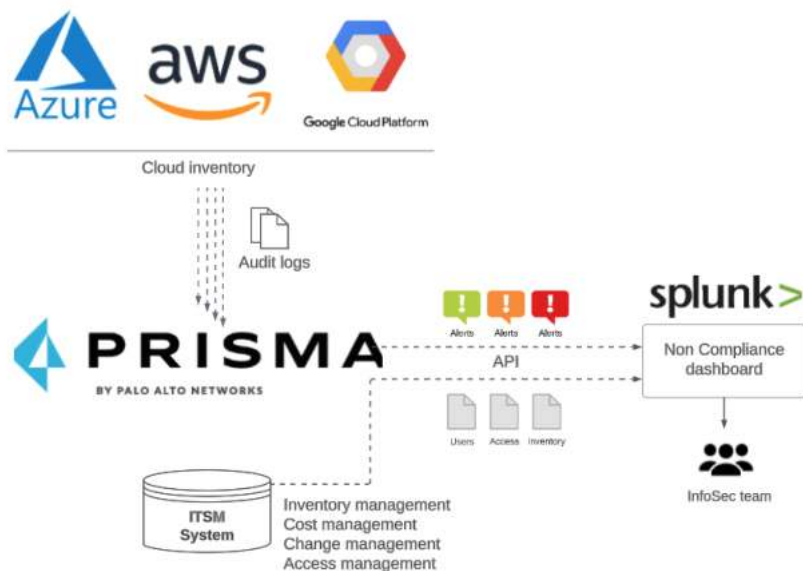 Azure
aws
Google Cloud Platform
Cloud inventory
Audit logs
PRISMA
BY PALO ALTO NETWORKS
Alerts
Alerts
Alerts
API
Users
Access
Inventory
splunk>
Non Compliance
dashboard
InfoSec team
ITSM
System
Inventory management
Cost management
Change management
Access management